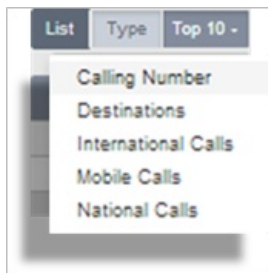 List Type Top 10 -
Calling Number
Destinations
International Calls
Mobile Calls
National Calls